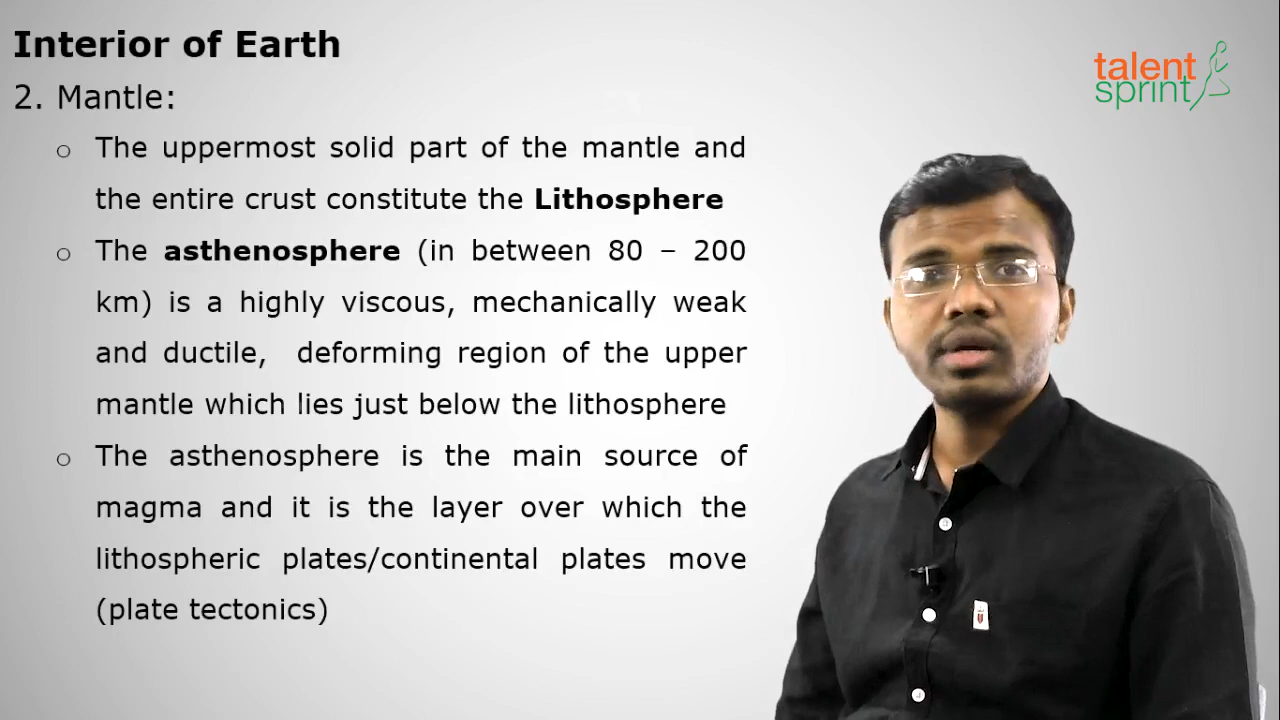 Interior of Earth
2. Mantle:
o The uppermost solid part of the mantle and
the entire crust constitute the Lithosphere
o The asthenosphere (in between 80 – 200
km) is a highly viscous, mechanically weak
and ductile, deforming region of the upper
mantle which lies just below the lithosphere
o The asthenosphere is the main source of
magma and it is the layer over which the
lithospheric plates/continental plates move
(plate tectonics)
talent
sprint